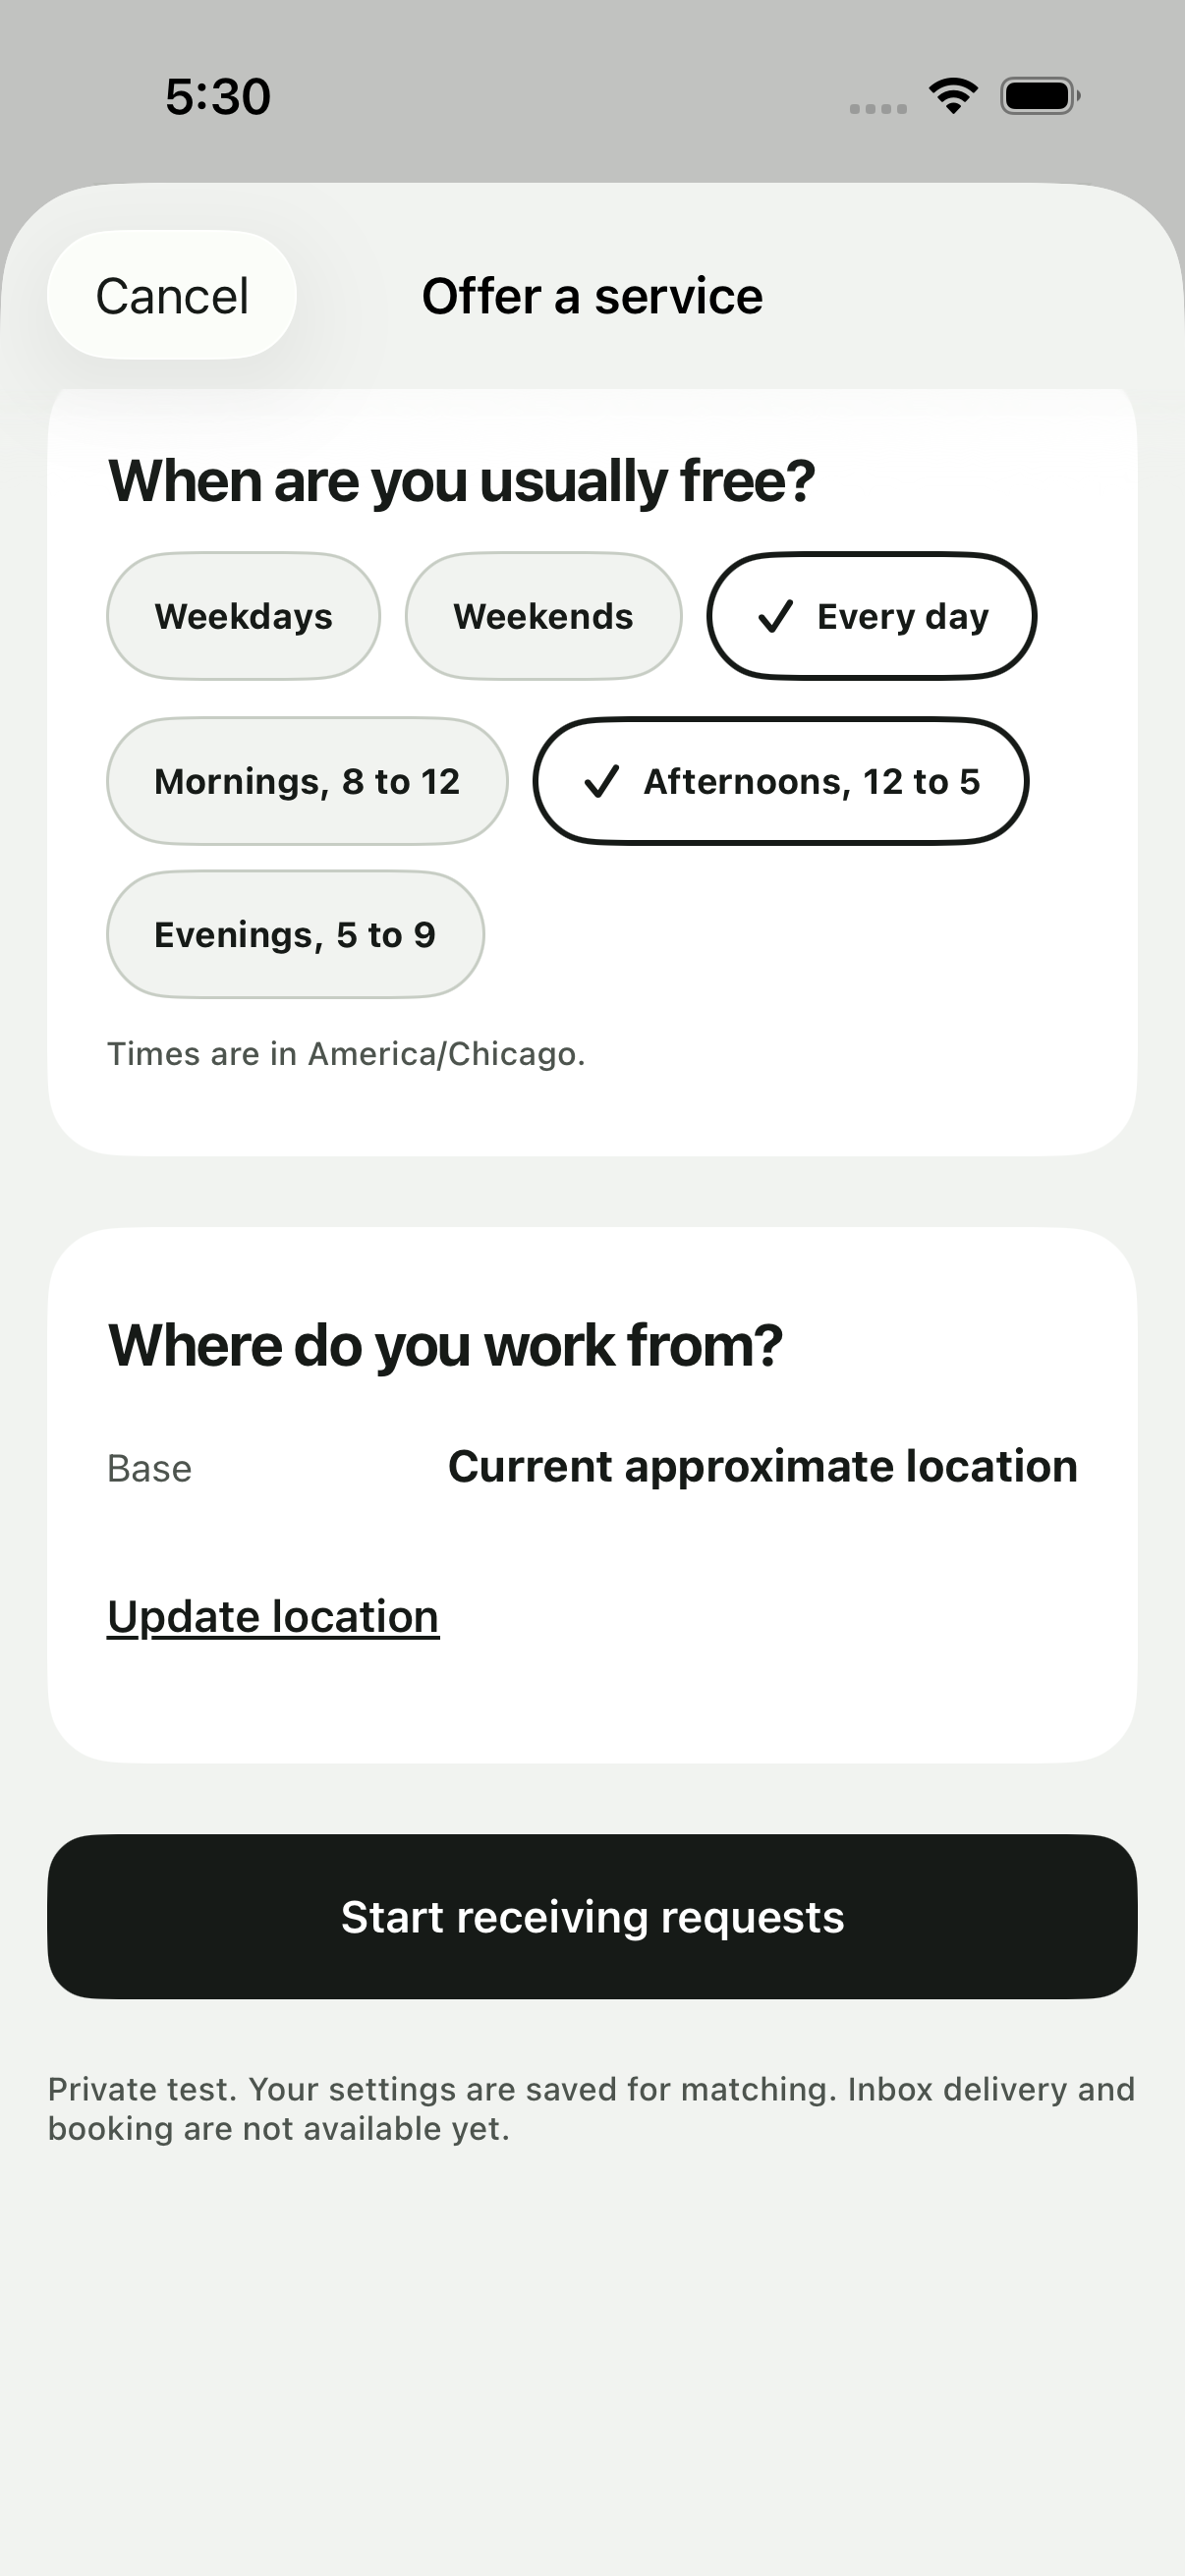 5:30
Cancel
Offer a service
When are you usually free?
Weekdays
Weekends
Every day
Mornings, 8 to 12
Afternoons, 12 to 5
Evenings, 5 to 9
Times are in America/Chicago.
Where do you work from?
Base
Current approximate location
Update location
Start receiving requests
Private test. Your settings are saved for matching. Inbox delivery and
booking are not available yet.